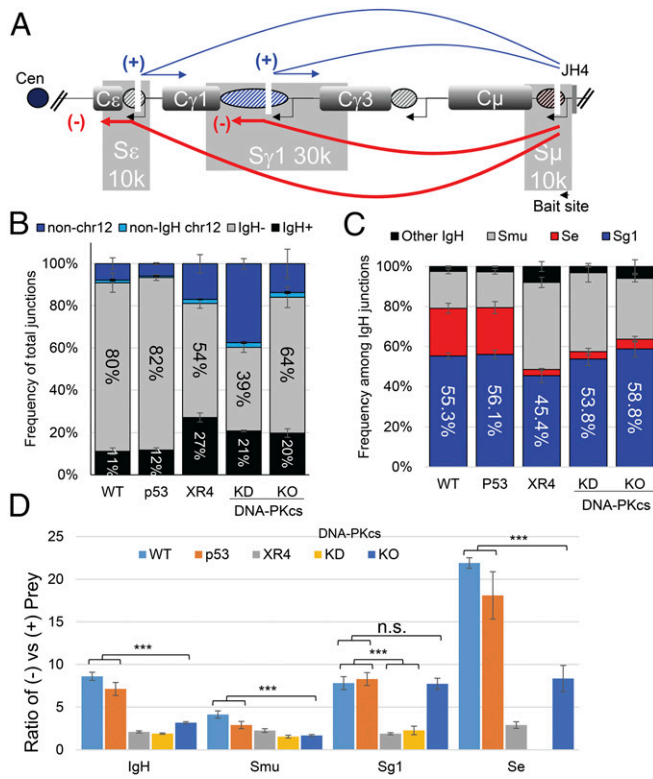 A
(+)
(+)
JH4
Cen
Cε
Cγ1
Cγ3
Cμ
(-)
(-)
Sε
10k
Sγ1 30k
Sμ
10k
Bait site
B
non-chr12
non-IgH chr12
IgH-
IgH+
Frequency of total junctions
100%
80%
60%
40%
20%
0%
80%
82%
54%
39%
64%
11%
12%
27%
21%
20%
WT
p53
XR4
KD
KO
DNA-PKcs
C
Other IgH
Smu
Se
Sg1
Frequency among IgH junctions
100%
80%
60%
40%
20%
0%
55.3%
56.1%
45.4%
53.8%
58.8%
WT
P53
XR4
KD
KO
DNA-PKcs
D
DNA-PKcs
WT
p53
XR4
KD
KO
Ratio of (-) vs (+) Prey
25
20
15
10
5
0
***
***
n.s.
***
***
IgH
Smu
Sg1
Se